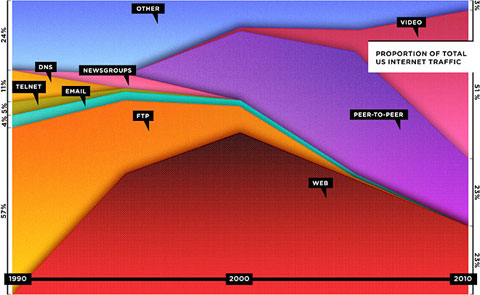 OTHER
3%
VIDEO
24%
PROPORTION OF TOTAL
US INTERNET TRAFFIC
DNS
NEWSGROUPS
11%
TELNET
EMAIL
51%
5%
4%
FTP
PEER-TO-PEER
WEB
23%
57%
23%
1990
2000
2010